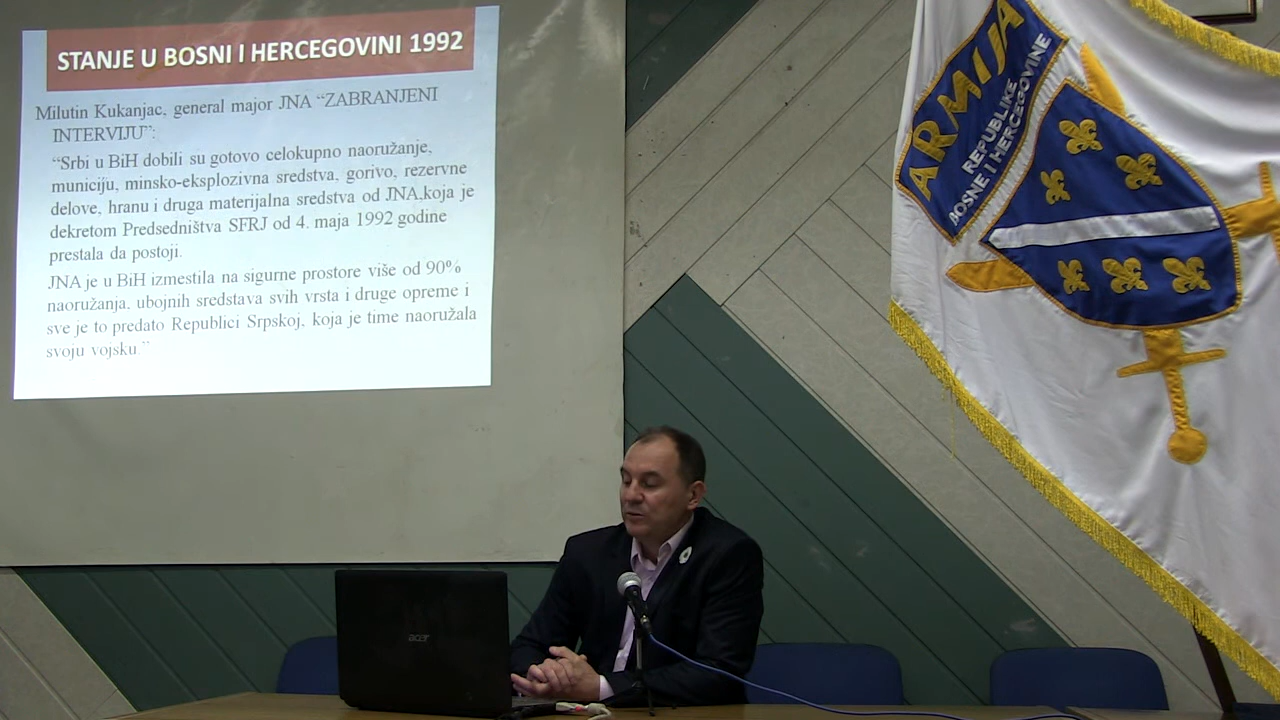 STANJE U BOSNI I HERCEGOVINI 1992
Milutin Kukanjac, general major JNA “ZABRANJENI
INTERVIJU”:
“Srbi u BiH dobili su gotovo celokupno naoružanje,
municiju, minsko-eksplozivna sredstva, gorivo, rezervne
delove, hranu i druga materijalna sredstva od JNA,koja je
dekretom Predsedništva SFRJ od 4. maja 1992 godine
prestala da postoji.
JNA je u BiH izmestila na sigurne prostore više od 90%
naoružanja, ubojnih sredstava svih vrsta i druge opreme i
sve je to predato Republici Srpskoj, koja je time naoružala
svoju vojsku.”
ARMIJA
REPUBLIKE
BOSNE I HERCEGOVINE
acer